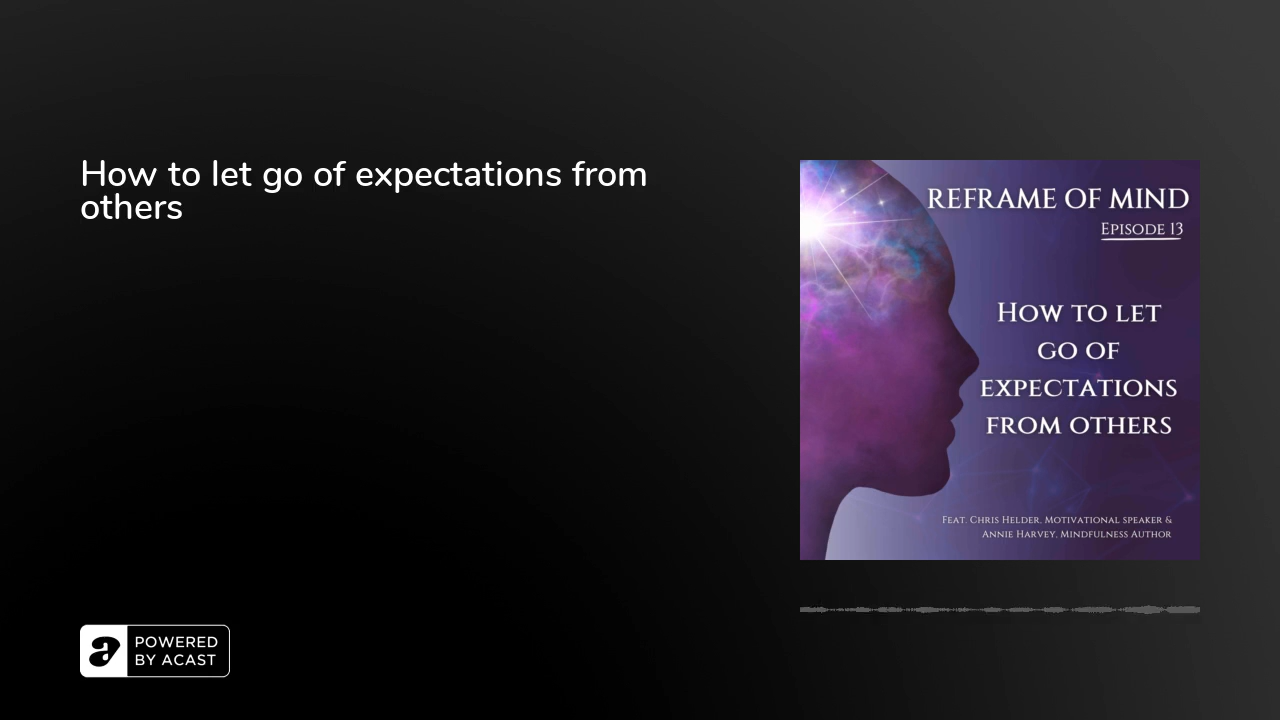 How to let go of expectations from
others
REFRAME OF MIND
EPISODE 13
HOW TO LET
GO OF
EXPECTATIONS
FROM OTHERS
FEAT. CHRIS HELDER, MOTIVATIONAL SPEAKER &
ANNIE HARVEY, MINDFULNESS AUTHOR
POWERED
BY ACAST